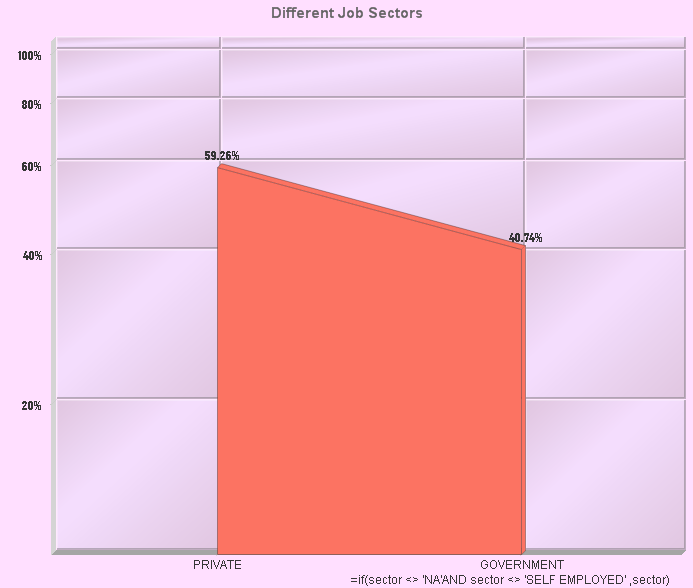 Different Job Sectors
100%
80%
60%
40%
20%
59.26%
40.74%
PRIVATE
GOVERNMENT
=if(sector <> 'NA'AND sector <> 'SELF EMPLOYED' ,sector)